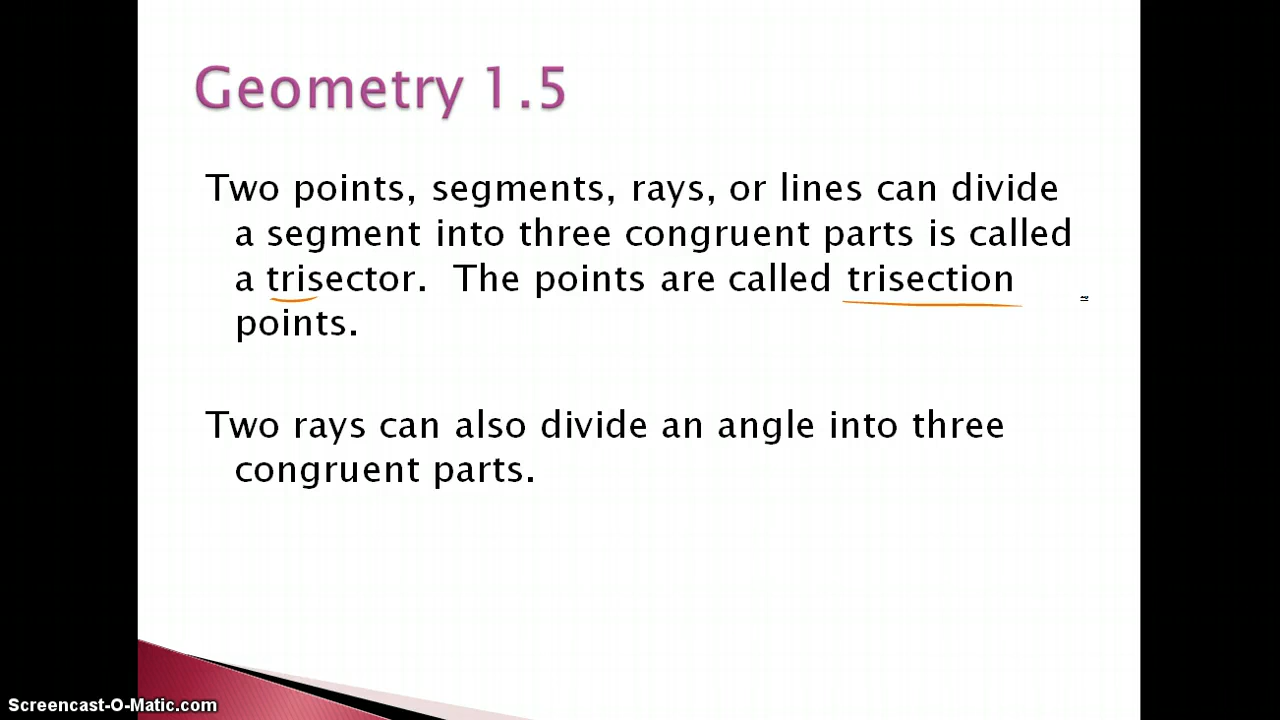 Geometry 1.5
Two points, segments, rays, or lines can divide
a segment into three congruent parts is called
a trisector. The points are called trisection
points.
Two rays can also divide an angle into three
congruent parts.
Screencast-O-Matic.com